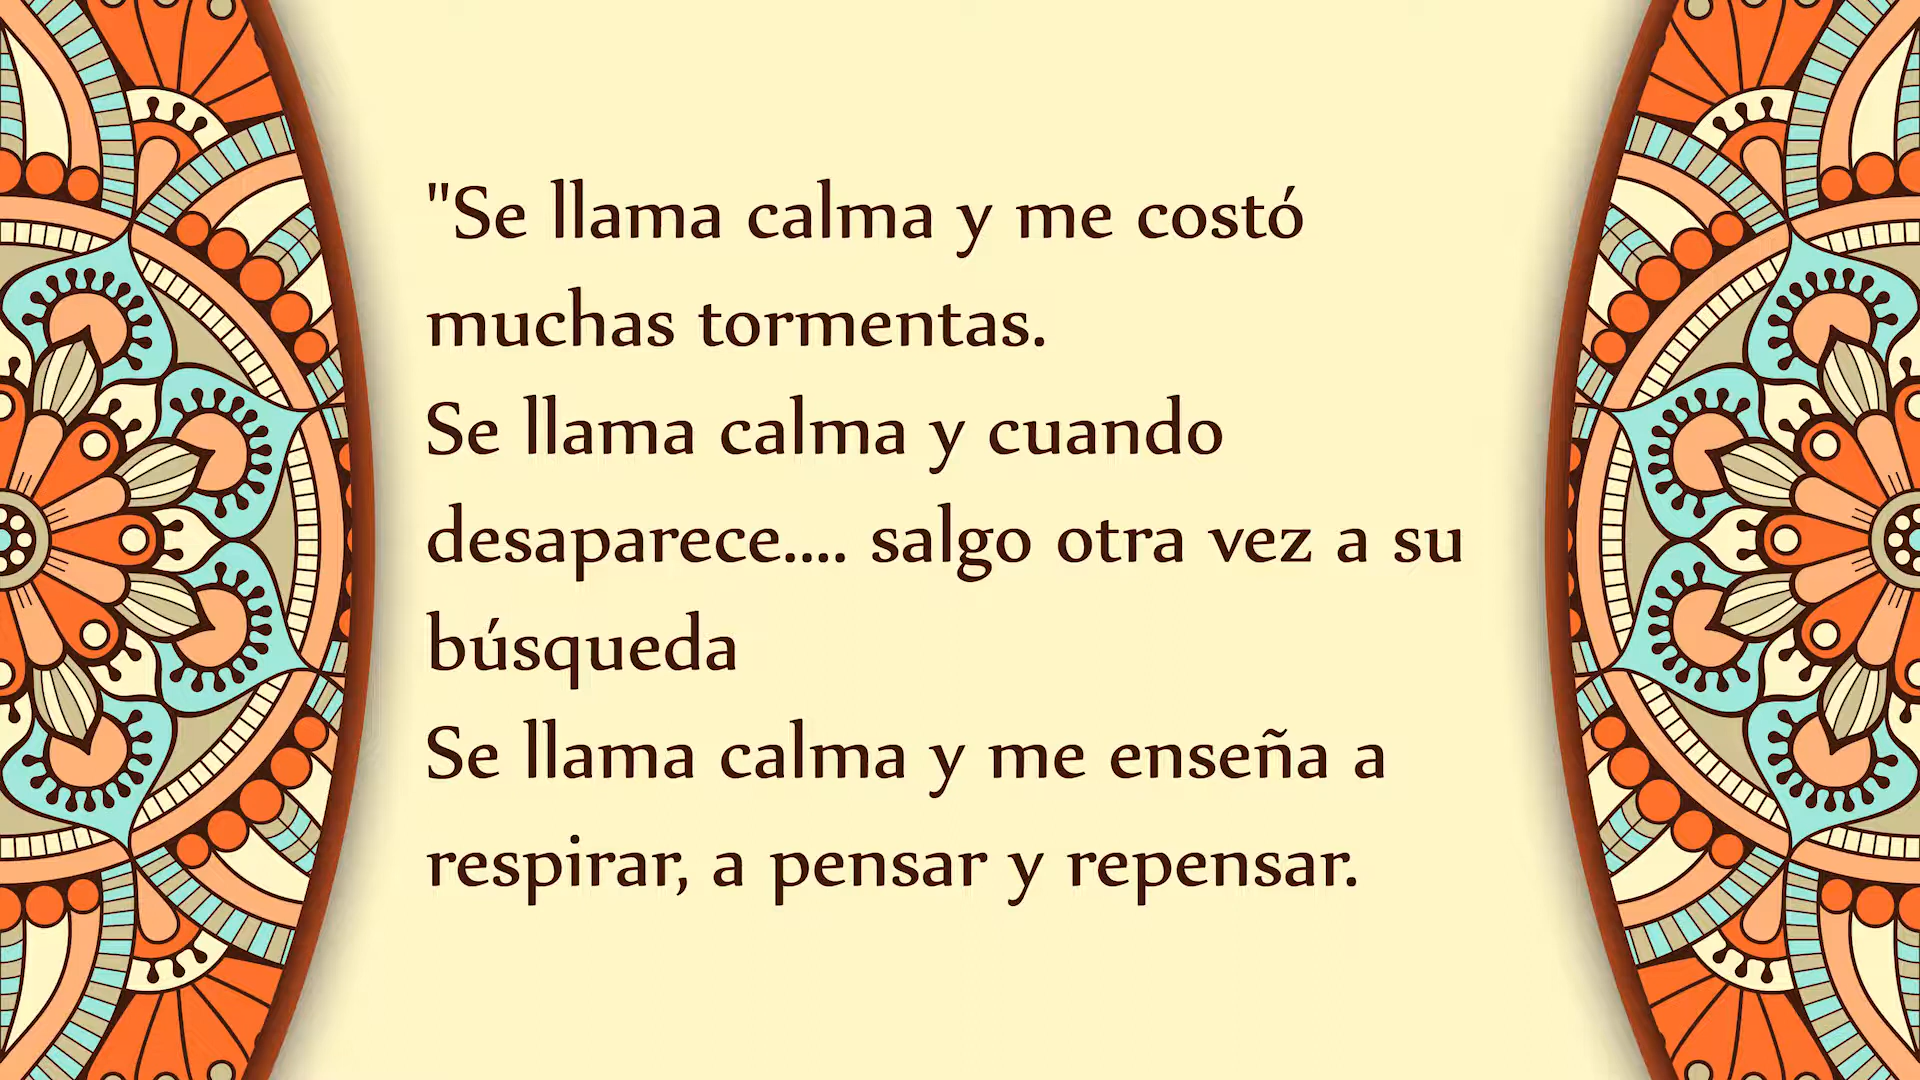 "Se llama calma y me costó
muchas tormentas.
Se llama calma y cuando
desaparece.... salgo otra vez a su
búsqueda
Se llama calma y me enseña a
respirar, a pensar y repensar.